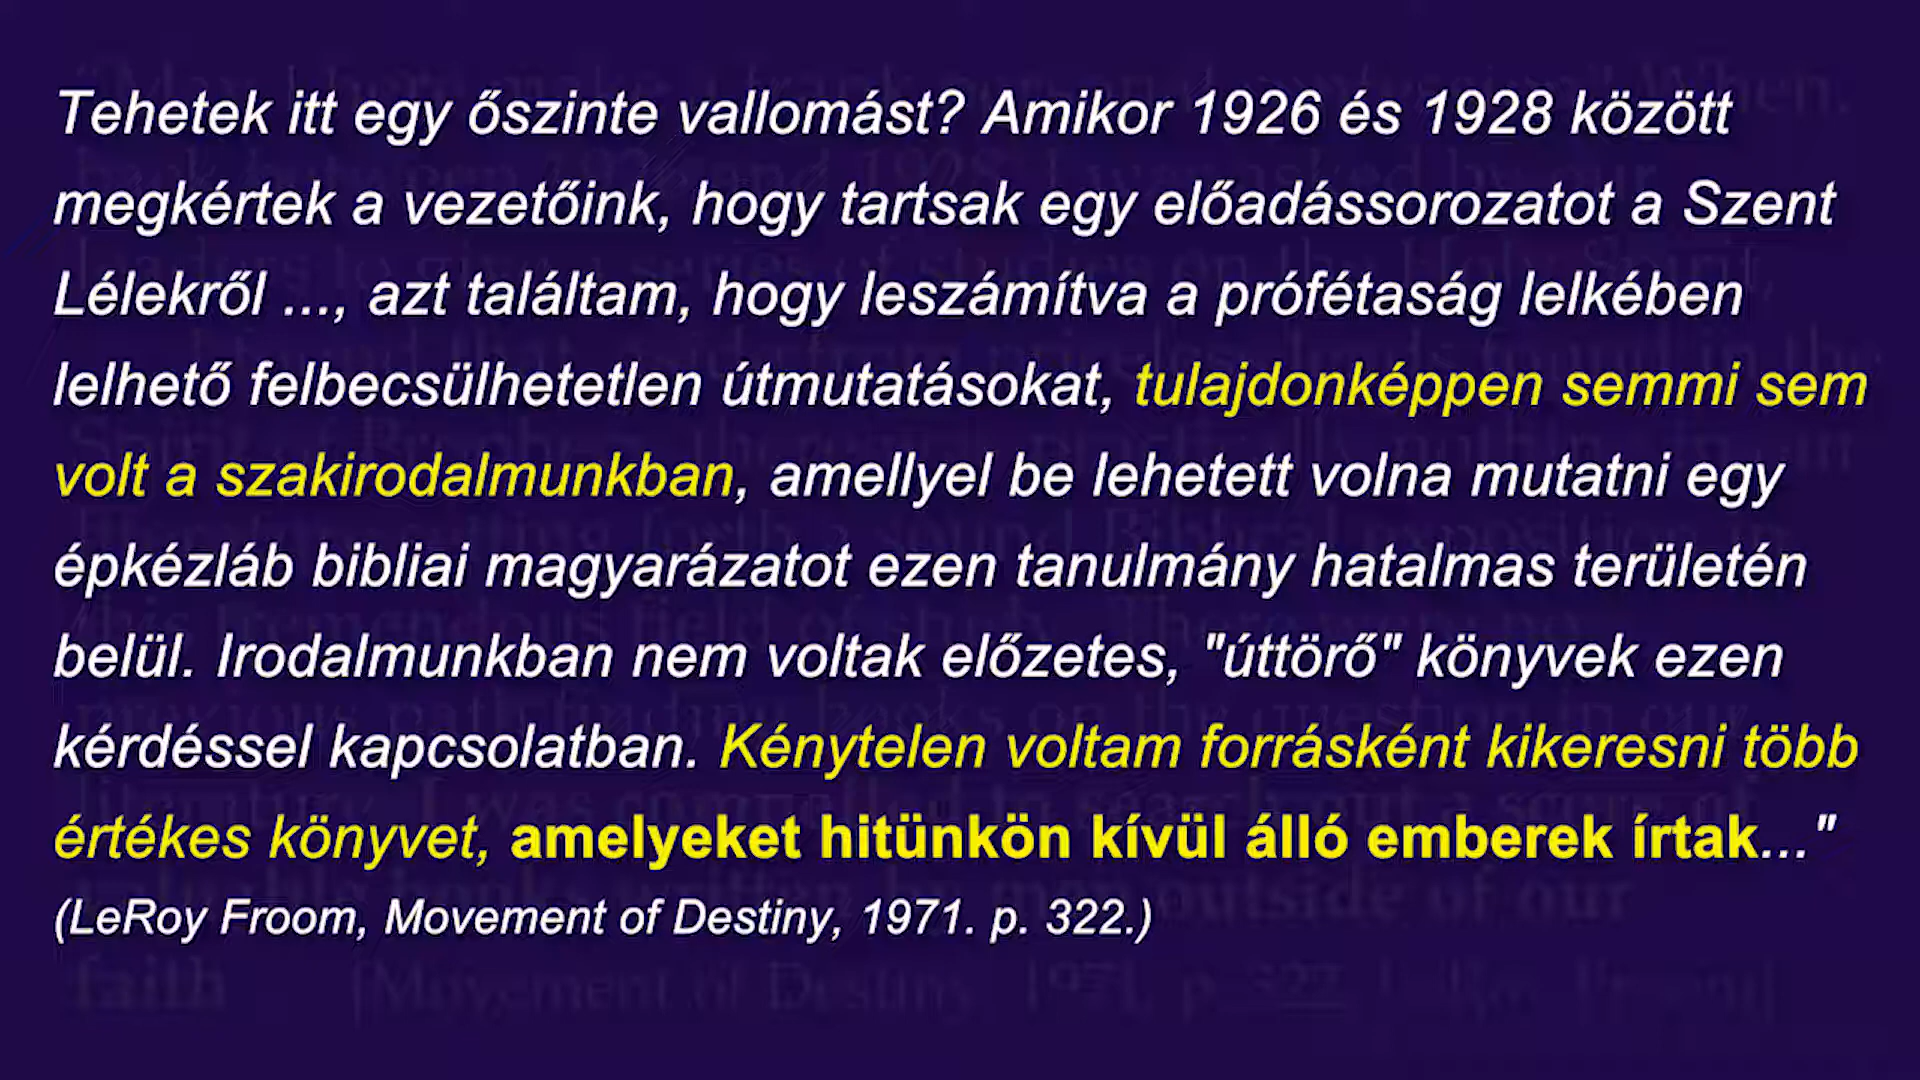 Tehetek itt egy őszinte vallomást? Amikor 1926 és 1928 között
megkértek a vezetőink, hogy tartsak egy előadássorozatot a Szent
Lélekről ..., azt találtam, hogy leszámítva a prófétaság lelkében
lelhető felbecsülhetetlen útmutatásokat, tulajdonképpen semmi sem
volt a szakirodalmunkban, amellyel be lehetett volna mutatni egy
épkézláb bibliai magyarázatot ezen tanulmány hatalmas területén
belül. Irodalmunkban nem voltak előzetes, "úttörő" könyvek ezen
kérdéssel kapcsolatban. Kénytelen voltam forrásként kikeresni több
értékes könyvet, amelyeket hitünkön kívül álló emberek írtak..."
(LeRoy Froom, Movement of Destiny, 1971. p. 322.)